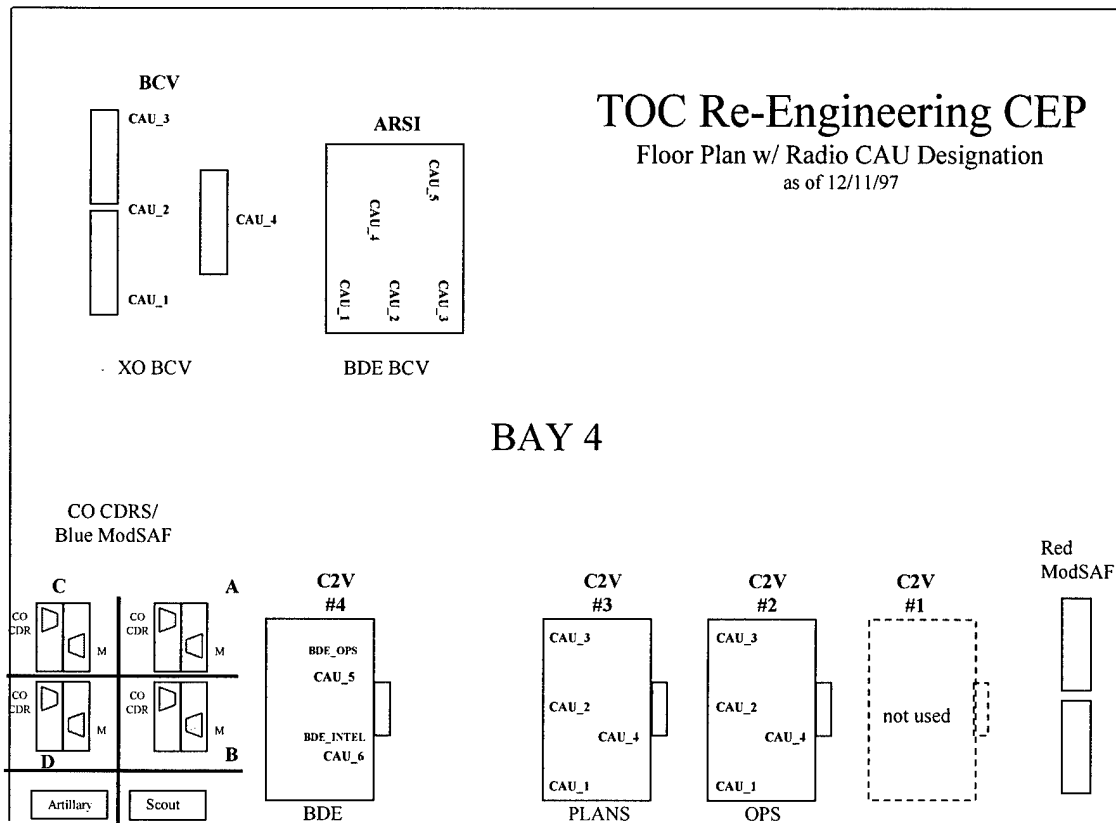 TOC Re-Engineering CEP
Floor Plan w/ Radio CAU Designation
as of 12/11/97
BCV
CAU_3
CAU_2
CAU_4
CAU_1
XO BCV
ARSI
CAU_5
CAU_4
CAU_1
CAU_2
CAU_3
BDE BCV
BAY 4
CO CDRS/
Blue ModSAF
C
CO
CDR
M
A
CO
CDR
M
CO
CDR
M
D
CO
CDR
M
B
Artillary
Scout
C2V
#4
BDE_OPS
CAU_5
BDE_INTEL
CAU_6
BDE
C2V
#3
CAU_3
CAU_2
CAU_4
CAU_1
PLANS
C2V
#2
CAU_3
CAU_2
CAU_4
CAU_1
OPS
C2V
#1
not used
Red
ModSAF